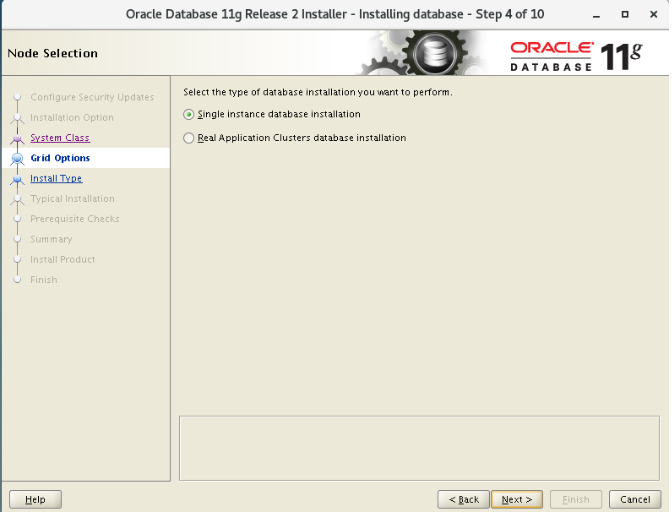 Oracle Database 11g Release 2 Installer - Installing database - Step 4 of 10
Node Selection
ORACLE
DATABASE 11g
Configure Security Updates
Installation Option
System Class
Grid Options
Install Type
Typical Installation
Prerequisite Checks
Summary
Install Product
Finish
Select the type of database installation you want to perform.
Single instance database installation
Real Application Clusters database installation
Help
< Back
Next >
Finish
Cancel